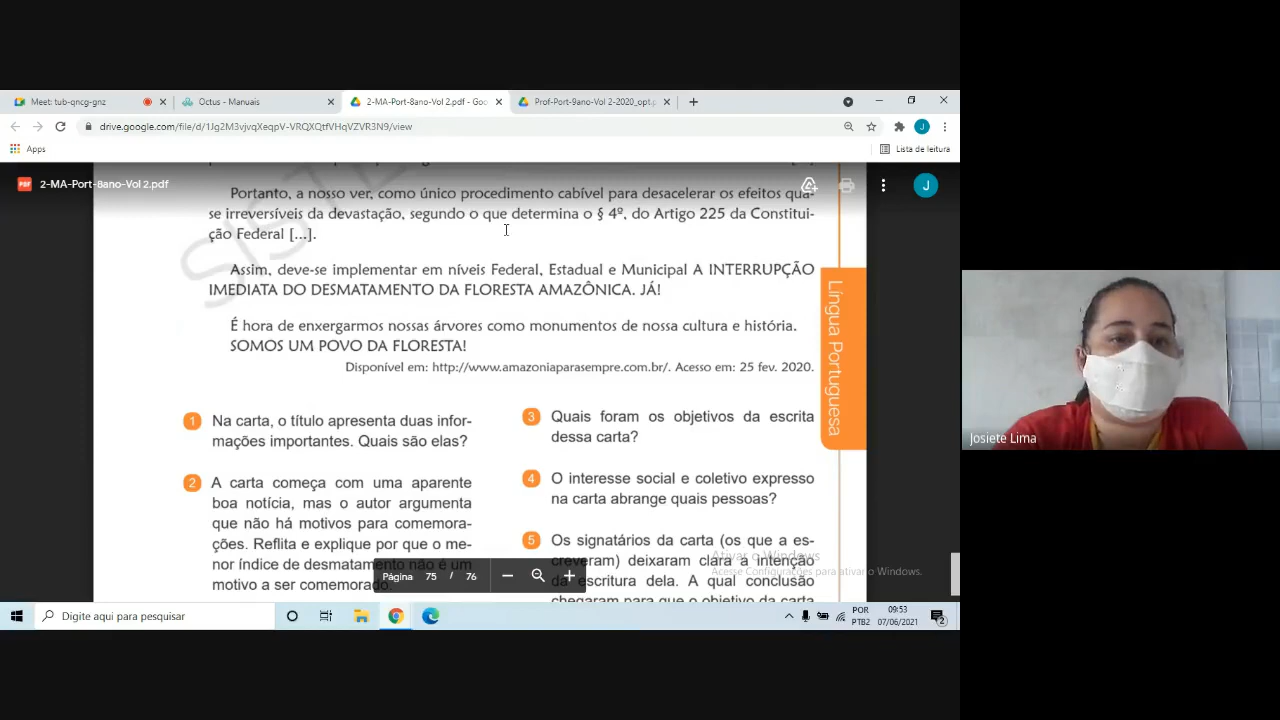 Meet: tub-qncg-gnz
Octus - Manuais
2-MA-Port-8ano-Vol 2.pdf - Goo
Prof-Port-9ano-Vol 2-2020_opt.p
drive.google.com/file/d/1Jg2M3vjvqXeqpV-VRQXQtfVHqVZVR3N9/view
Apps
Lista de leitura
2-MA-Port-8ano-Vol 2.pdf
J
J
Portanto, a nosso ver, como único procedimento cabível para desacelerar os efeitos qua-
se irreversíveis da devastação, segundo o que determina o § 4º, do Artigo 225 da Constitui-
ção Federal [...].
Assim, deve-se implementar em níveis Federal, Estadual e Municipal A INTERRUPÇÃO
IMEDIATA DO DESMATAMENTO DA FLORESTA AMAZÔNICA. JÁ!
É hora de enxergarmos nossas árvores como monumentos de nossa cultura e história.
SOMOS UM POVO DA FLORESTA!
Disponível em: http://www.amazoniaparasempre.com.br/. Acesso em: 25 fev. 2020.
Língua Portuguesa
1 Na carta, o título apresenta duas infor-
mações importantes. Quais são elas?
2 A carta começa com uma aparente
boa notícia, mas o autor argumenta
que não há motivos para comemora-
ções. Reflita e explique por que o me-
nor índice de desmatamento não é um
motivo a ser comemorado.
3 Quais foram os objetivos da escrita
dessa carta?
4 O interesse social e coletivo expresso
na carta abrange quais pessoas?
5 Os signatários da carta (os que a es-
creveram) deixaram clara a intenção
da escritura dela. A qual conclusão
chegaram para que o objetivo da carta
Ativar o Windows
Acesse Configurações para ativar o Windows.
Página 75 / 76
Digite aqui para pesquisar
POR
PTB2
09:53
07/06/2021
2
Josiete Lima